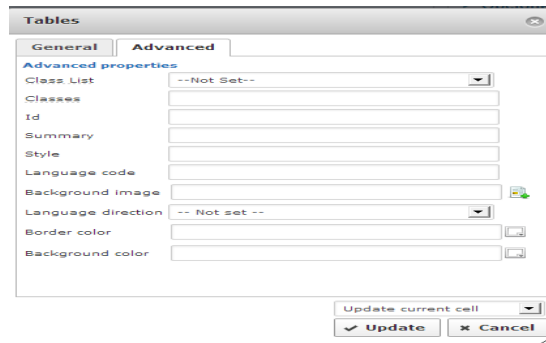 Tables
General Advanced
Advanced properties
Class List --Not Set--
Classes
Id
Summary
Style
Language code
Background image
Language direction -- Not set --
Border color
Background color
Update current cell
Update Cancel